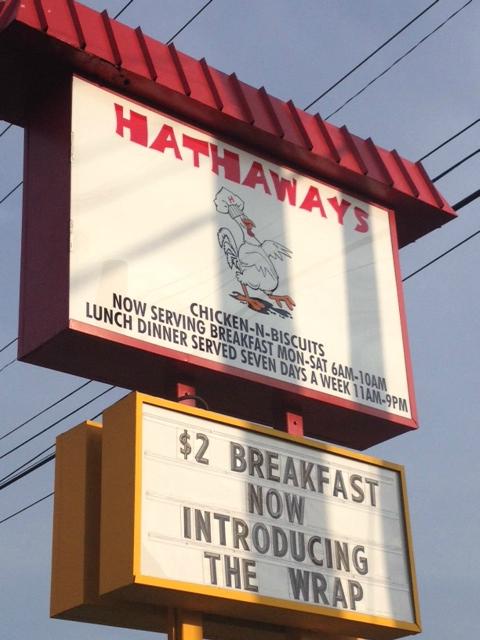 HATHAWAYS
H
CHICKEN-N-BISCUITS
NOW SERVING BREAKFAST MON-SAT 6AM-10AM
LUNCH DINNER SERVED SEVEN DAYS A WEEK 11AM-9PM
$2 BREAKFAST
NOW
INTRODUCING
THE WRAP